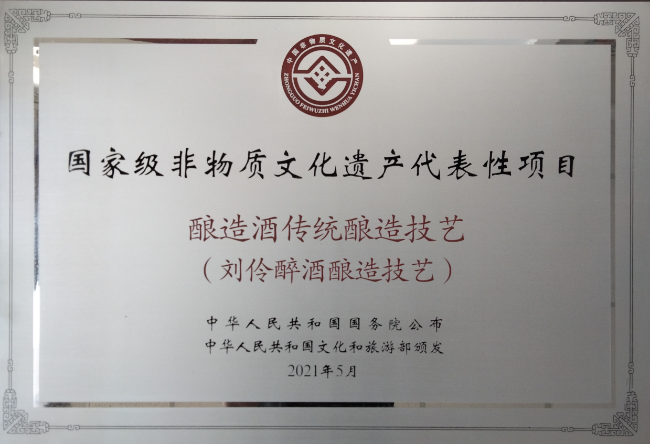 中国非物质文化遗产
ZHONGGUO FEIWUZHI WENHUA YICHAN
国家级非物质文化遗产代表性项目
酿造酒传统酿造技艺
（刘伶醉酒酿造技艺）
中华人民共和国国务院公布
中华人民共和国文化和旅游部颁发
2021年5月